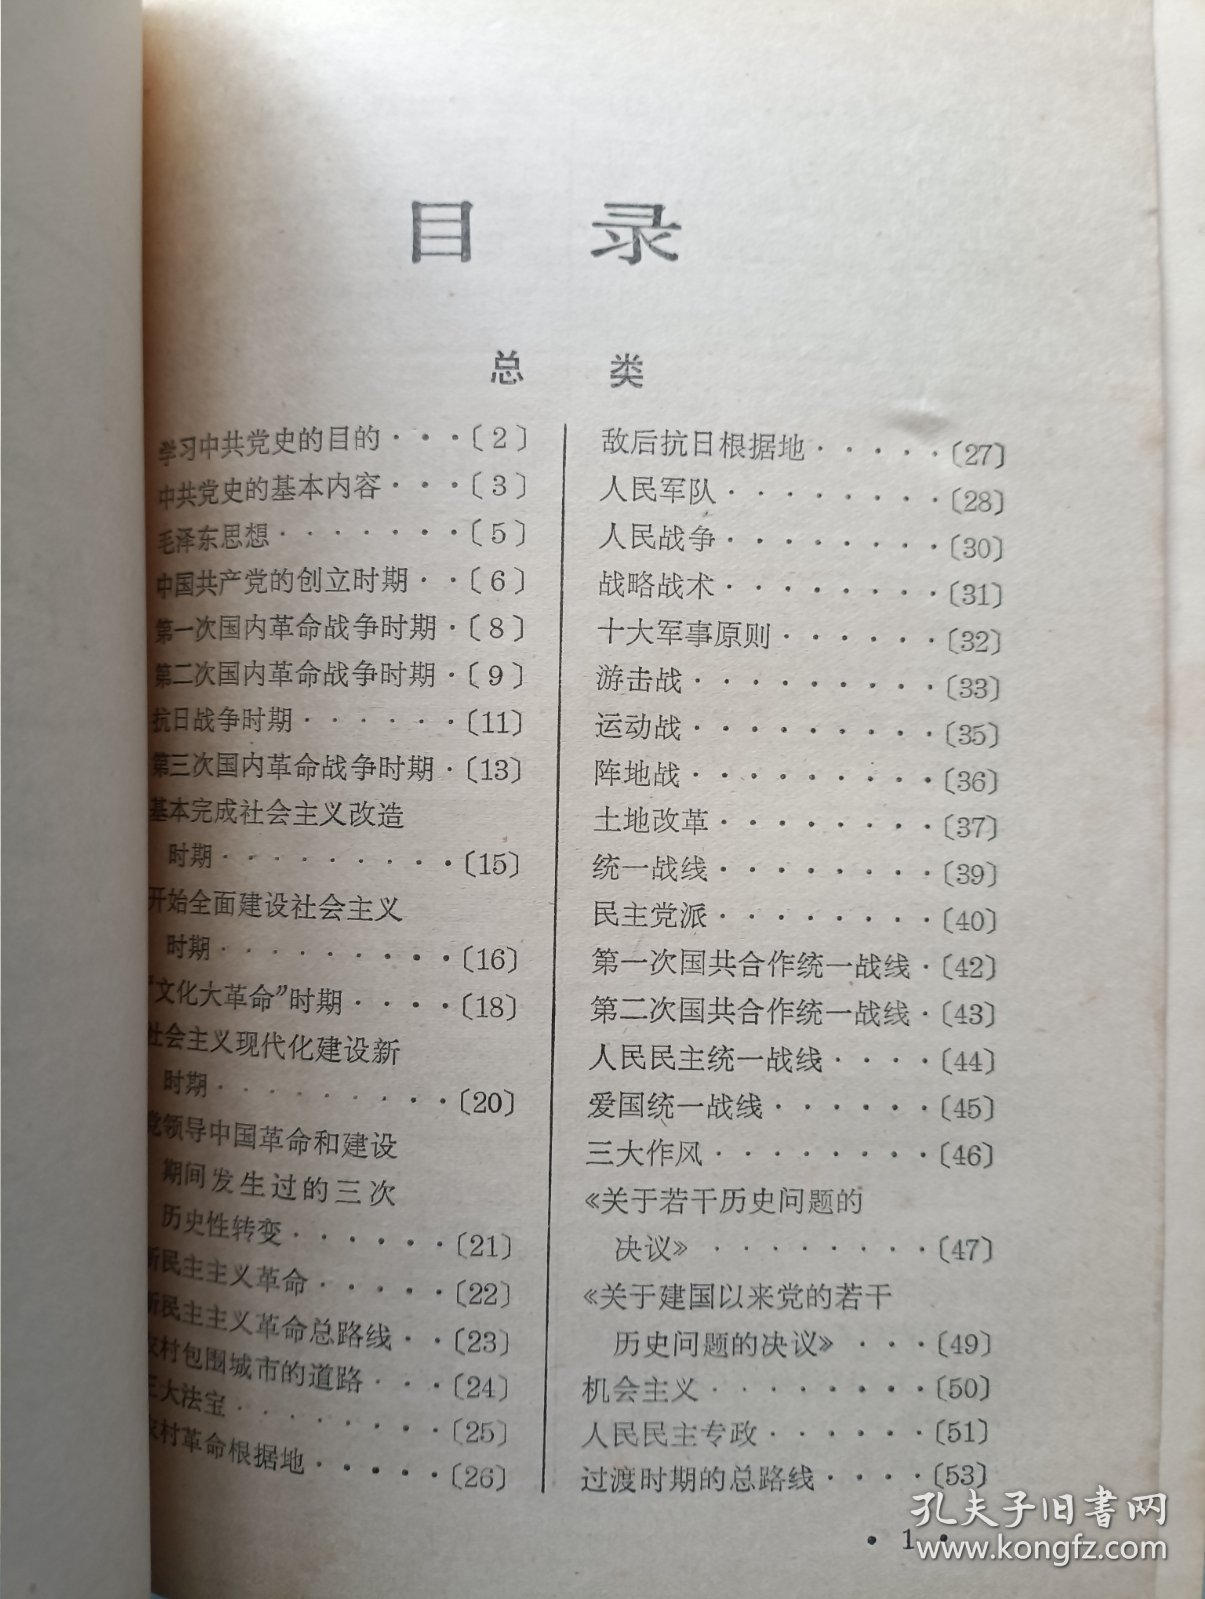 目 录
总 类
学习中共党史的目的···〔2〕
中共党史的基本内容···〔3〕
毛泽东思想·······〔5〕
中国共产党的创立时期··〔6〕
第一次国内革命战争时期·〔8〕
第二次国内革命战争时期·〔9〕
抗日战争时期······〔11〕
第三次国内革命战争时期·〔13〕
基本完成社会主义改造
时期·········〔15〕
开始全面建设社会主义
时期·········〔16〕
“文化大革命”时期····〔18〕
社会主义现代化建设新
时期·········〔20〕
党领导中国革命和建设
期间发生过的三次
历史性转变······〔21〕
新民主主义革命·····〔22〕
新民主主义革命总路线··〔23〕
农村包围城市的道路···〔24〕
三大法宝········〔25〕
农村革命根据地·····〔26〕
敌后抗日根据地·····〔27〕
人民军队········〔28〕
人民战争········〔30〕
战略战术········〔31〕
十大军事原则······〔32〕
游击战·········〔33〕
运动战·········〔35〕
阵地战·········〔36〕
土地改革········〔37〕
统一战线········〔39〕
民主党派········〔40〕
第一次国共合作统一战线·〔42〕
第二次国共合作统一战线·〔43〕
人民民主统一战线····〔44〕
爱国统一战线······〔45〕
三大作风········〔46〕
《关于若干历史问题的
决议》········〔47〕
《关于建国以来党的若干
历史问题的决议》···〔49〕
机会主义········〔50〕
人民民主专政······〔51〕
过渡时期的总路线····〔53〕
·1·
孔夫子旧书网
www.kongfz.com